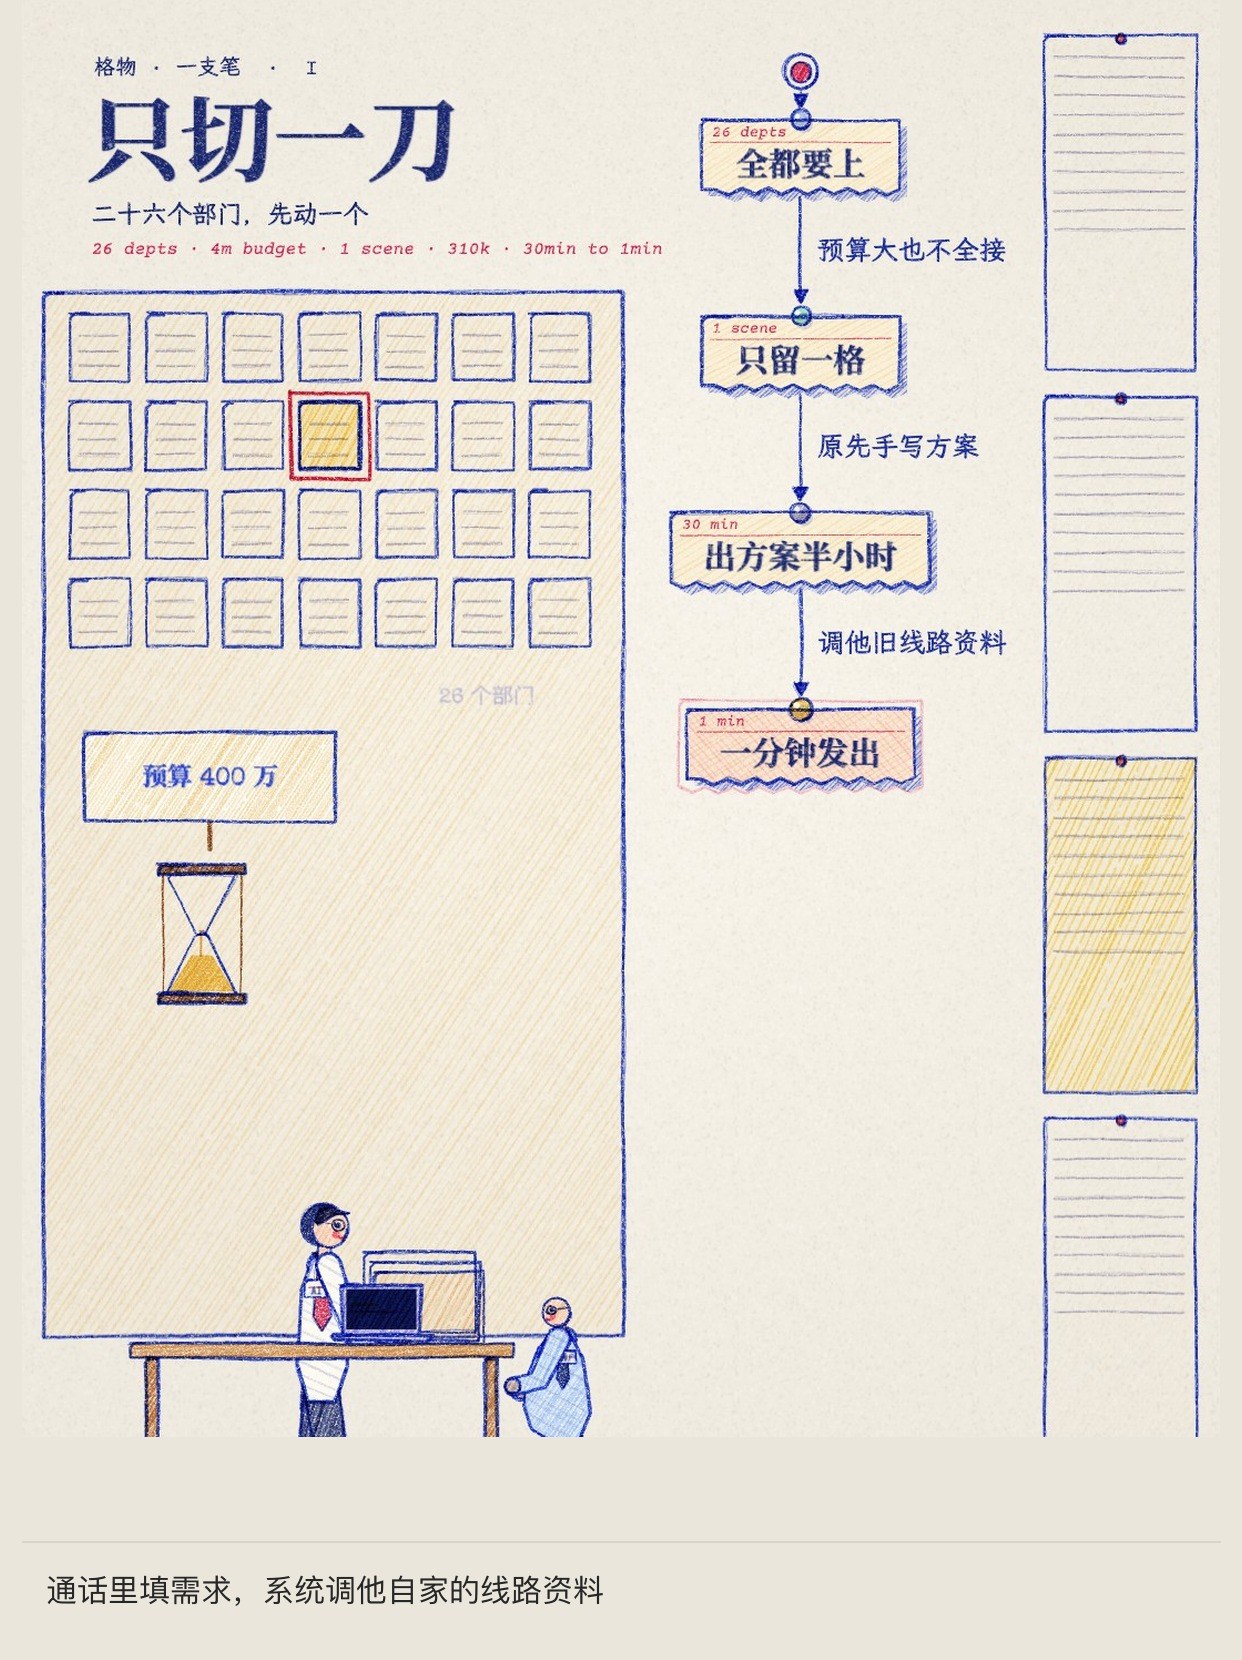 格物 · 一支笔 · I
只切一刀
二十六个部门，先动一个
26 depts · 4m budget · 1 scene · 310k · 30min to 1min
26 个部门
预算 400 万
26 depts
全都要上
预算大也不全接
1 scene
只留一格
原先手写方案
30 min
出方案半小时
调他旧线路资料
1 min
一分钟发出
通话里填需求，系统调他自家的线路资料